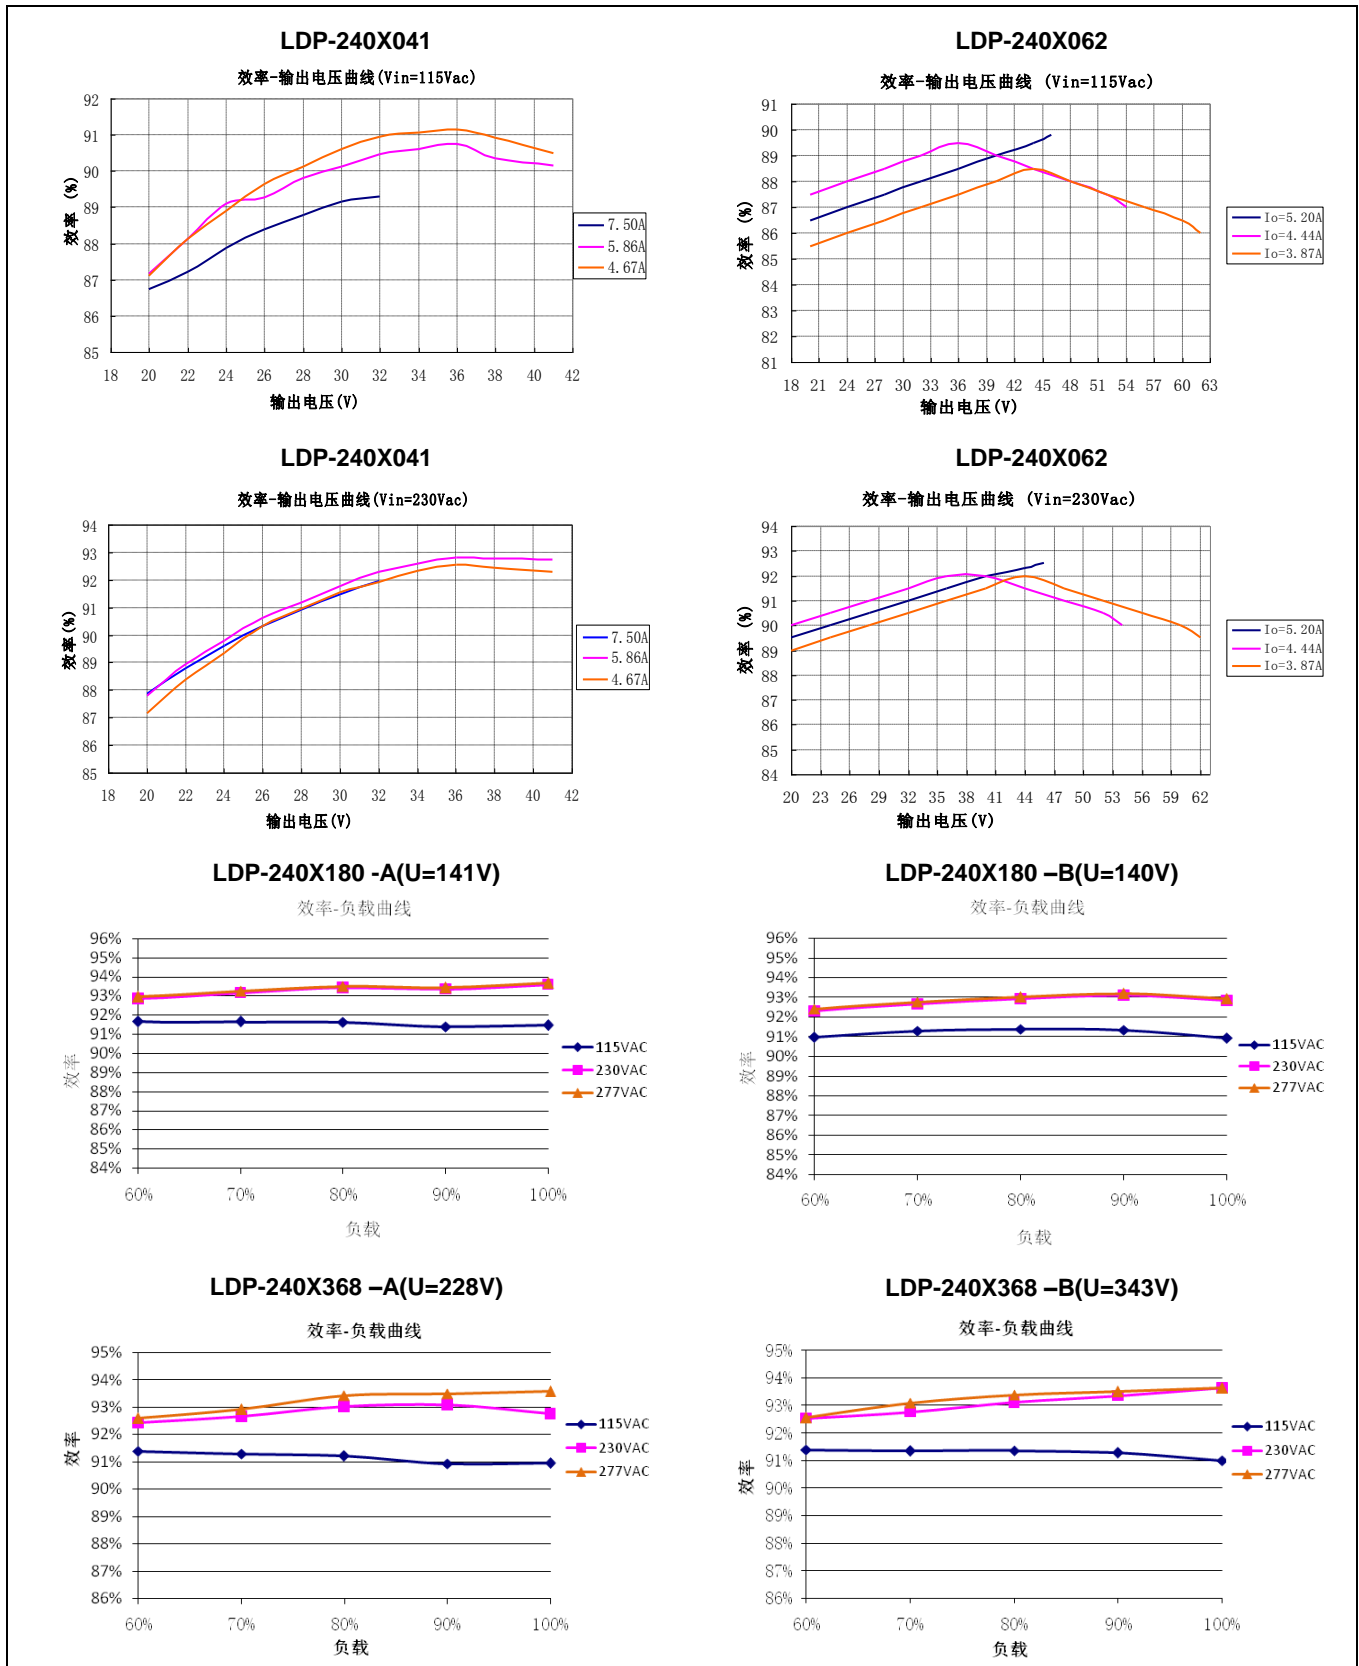 LDP-240X041
效率-输出电压曲线(Vin=115Vac)
92
91
90
89
88
87
86
85
效率 (%)
18 20 22 24 26 28 30 32 34 36 38 40 42
输出电压(V)
7.50A
5.86A
4.67A
LDP-240X062
效率-输出电压曲线 (Vin=115Vac)
91
90
89
88
87
86
85
84
83
82
81
效率 (%)
18 21 24 27 30 33 36 39 42 45 48 51 54 57 60 63
输出电压(V)
Io=5.20A
Io=4.44A
Io=3.87A
LDP-240X041
效率-输出电压曲线(Vin=230Vac)
94
93
92
91
90
89
88
87
86
85
效率(%)
18 20 22 24 26 28 30 32 34 36 38 40 42
输出电压(V)
7.50A
5.86A
4.67A
LDP-240X062
效率-输出电压曲线 (Vin=230Vac)
94
93
92
91
90
89
88
87
86
85
84
效率 (%)
20 23 26 29 32 35 38 41 44 47 50 53 56 59 62
输出电压(V)
Io=5.20A
Io=4.44A
Io=3.87A
LDP-240X180 -A(U=141V)
效率-负载曲线
96%
95%
94%
93%
92%
91%
90%
89%
88%
87%
86%
85%
84%
效率
60% 70% 80% 90% 100%
负载
115VAC
230VAC
277VAC
LDP-240X180 –B(U=140V)
效率-负载曲线
96%
95%
94%
93%
92%
91%
90%
89%
88%
87%
86%
85%
84%
效率
60% 70% 80% 90% 100%
负载
115VAC
230VAC
277VAC
LDP-240X368 –A(U=228V)
效率-负载曲线
95%
94%
93%
92%
91%
90%
89%
88%
87%
86%
效率
60% 70% 80% 90% 100%
负载
115VAC
230VAC
277VAC
LDP-240X368 –B(U=343V)
效率-负载曲线
95%
94%
93%
92%
91%
90%
89%
88%
87%
86%
效率
60% 70% 80% 90% 100%
负载
115VAC
230VAC
277VAC